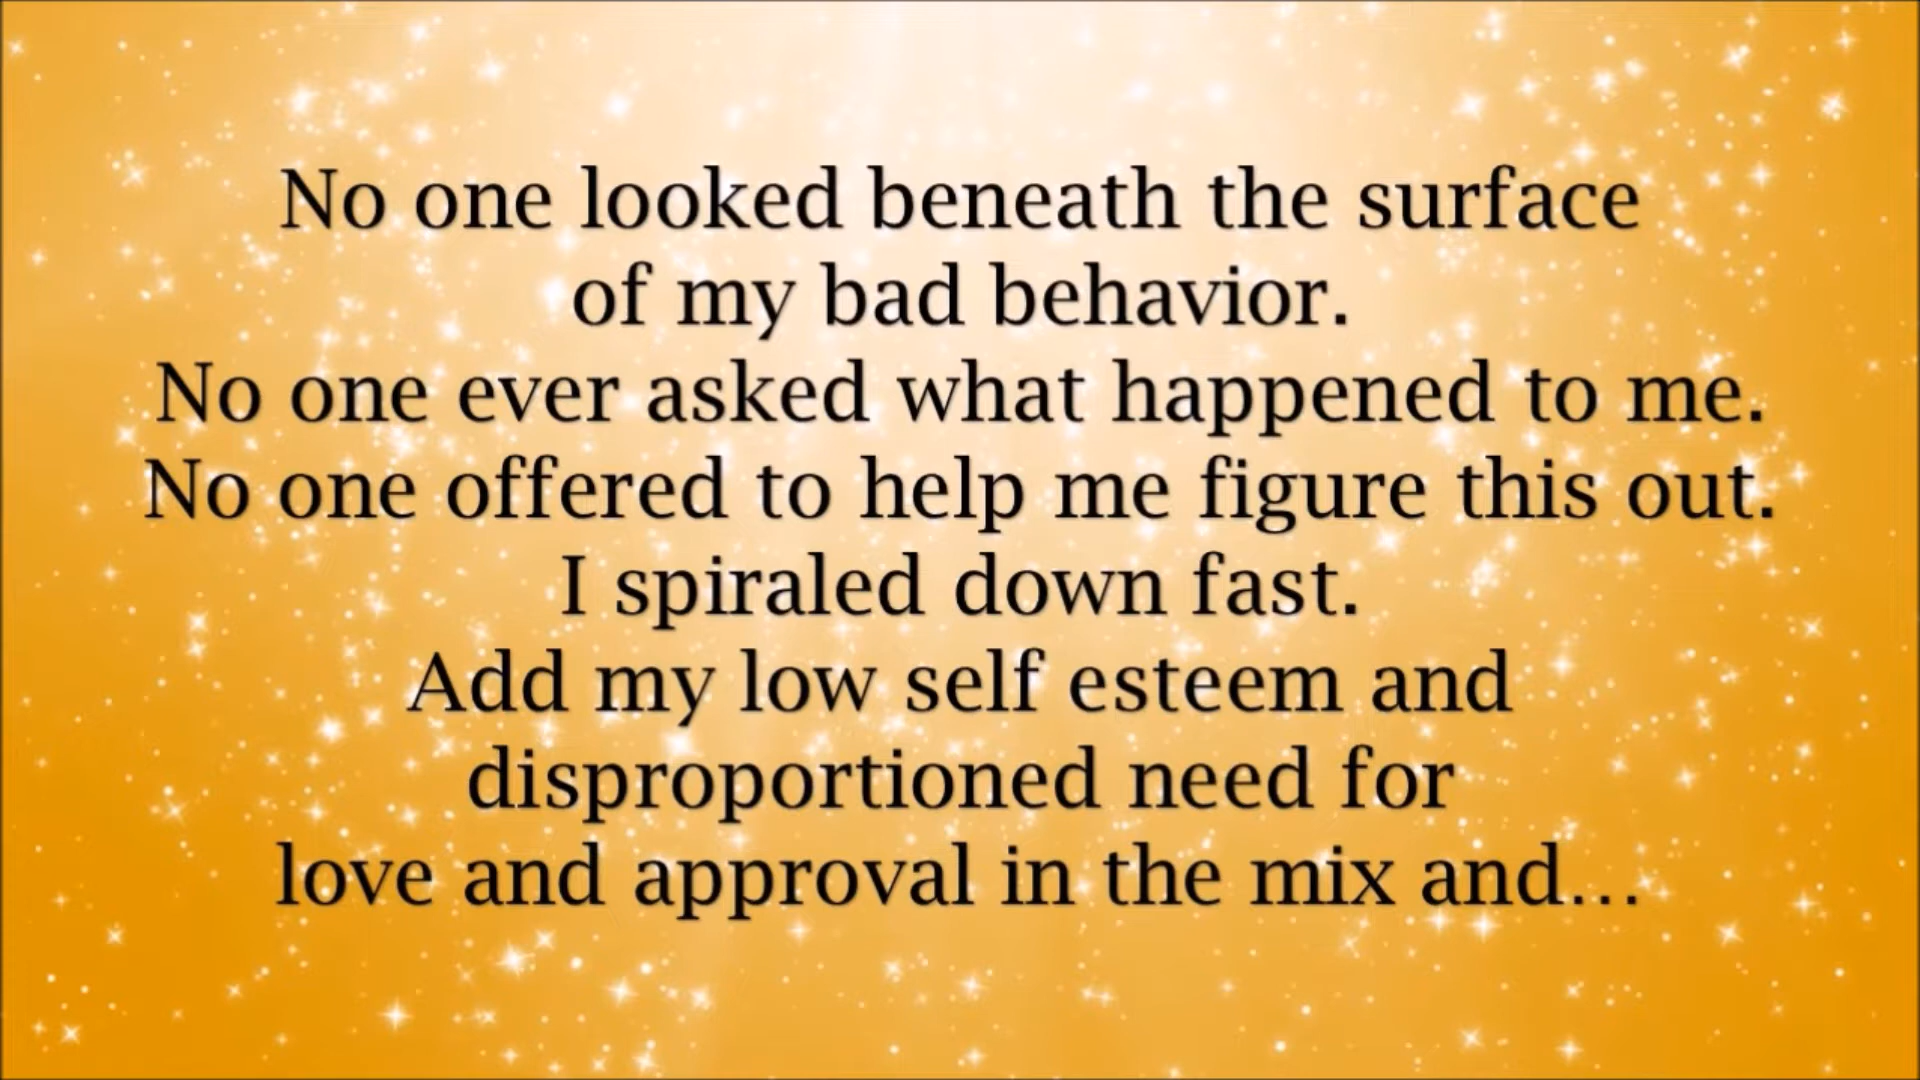 No one looked beneath the surface
of my bad behavior.
No one ever asked what happened to me.
No one offered to help me figure this out.
I spiraled down fast.
Add my low self esteem and
disproportioned need for
love and approval in the mix and...